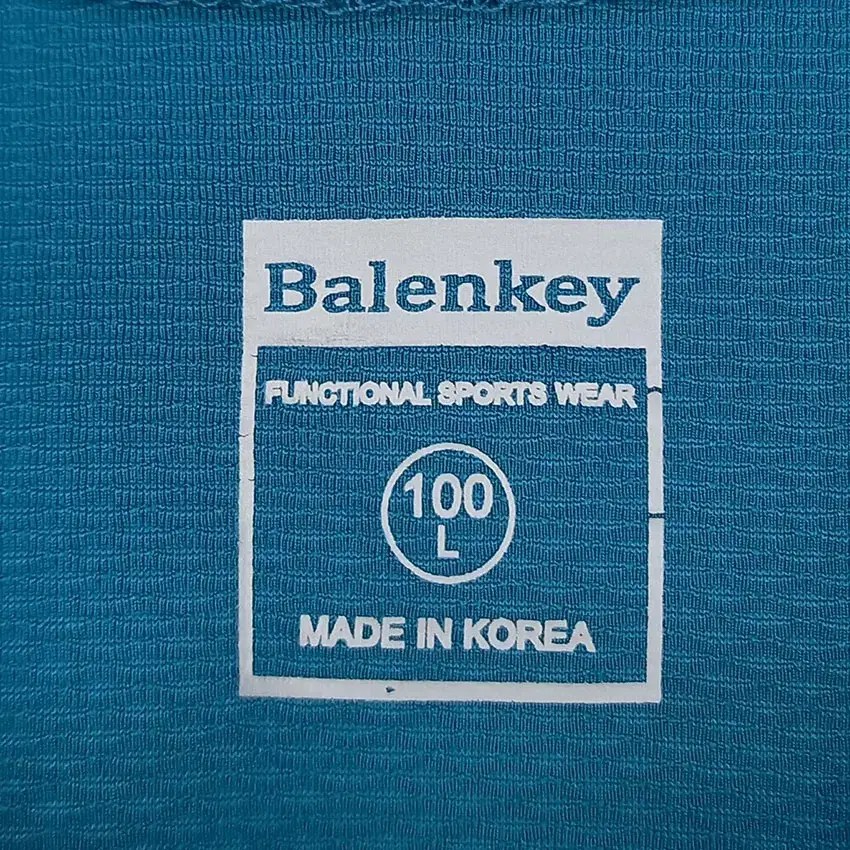 Balenkey
FUNCTIONAL SPORTS WEAR
100
L
MADE IN KOREA